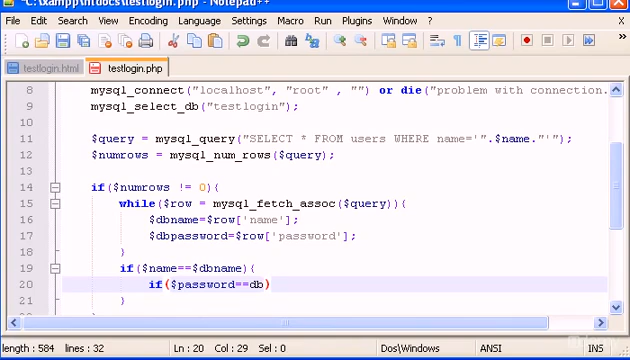 *C:\xampp\htdocs\testlogin.php - Notepad++
File Edit Search View Encoding Language Settings Macro Run Plugins Window ? X
testlogin.html testlogin.php
8 mysql_connect("localhost", "root" , "") or die("problem with connection.
9 mysql_select_db("testlogin");
10
11 $query = mysql_query("SELECT * FROM users WHERE name='".$name."'");
12 $numrows = mysql_num_rows($query);
13
14 if($numrows != 0){
15 while($row = mysql_fetch_assoc($query)){
16 $dbname=$row['name'];
17 $dbpassword=$row['password'];
18 }
19 if($name==$dbname){
20 if($password==db)
21 }
length : 584 lines : 32 Ln : 20 Col : 29 Sel : 0 Dos\Windows ANSI INS